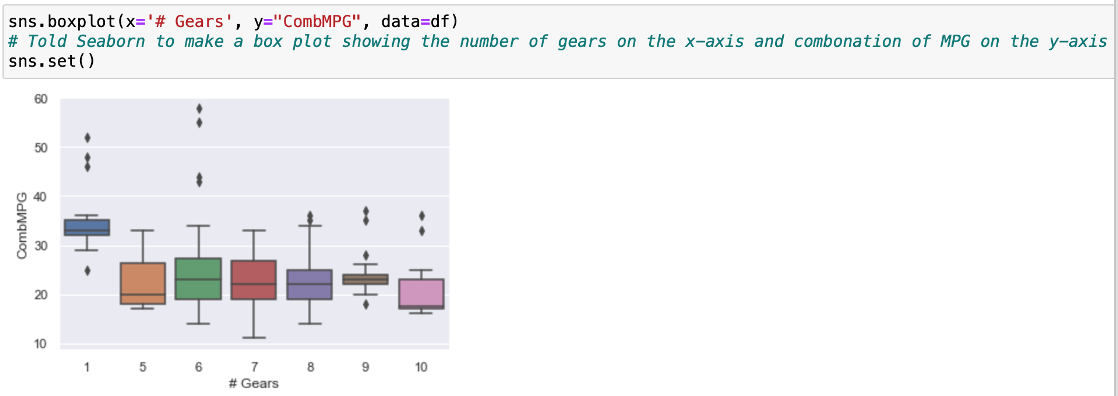 sns.boxplot(x='# Gears', y="CombMPG", data=df)
# Told Seaborn to make a box plot showing the number of gears on the x-axis and combonation of MPG on the y-axis
sns.set()
60
50
40
30
20
10
CombMPG
1 5 6 7 8 9 10
# Gears